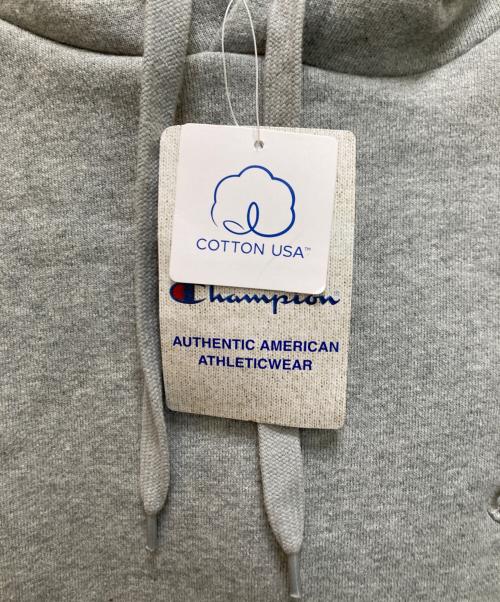 COTTON USA™
Champion
AUTHENTIC AMERICAN
ATHLETICWEAR